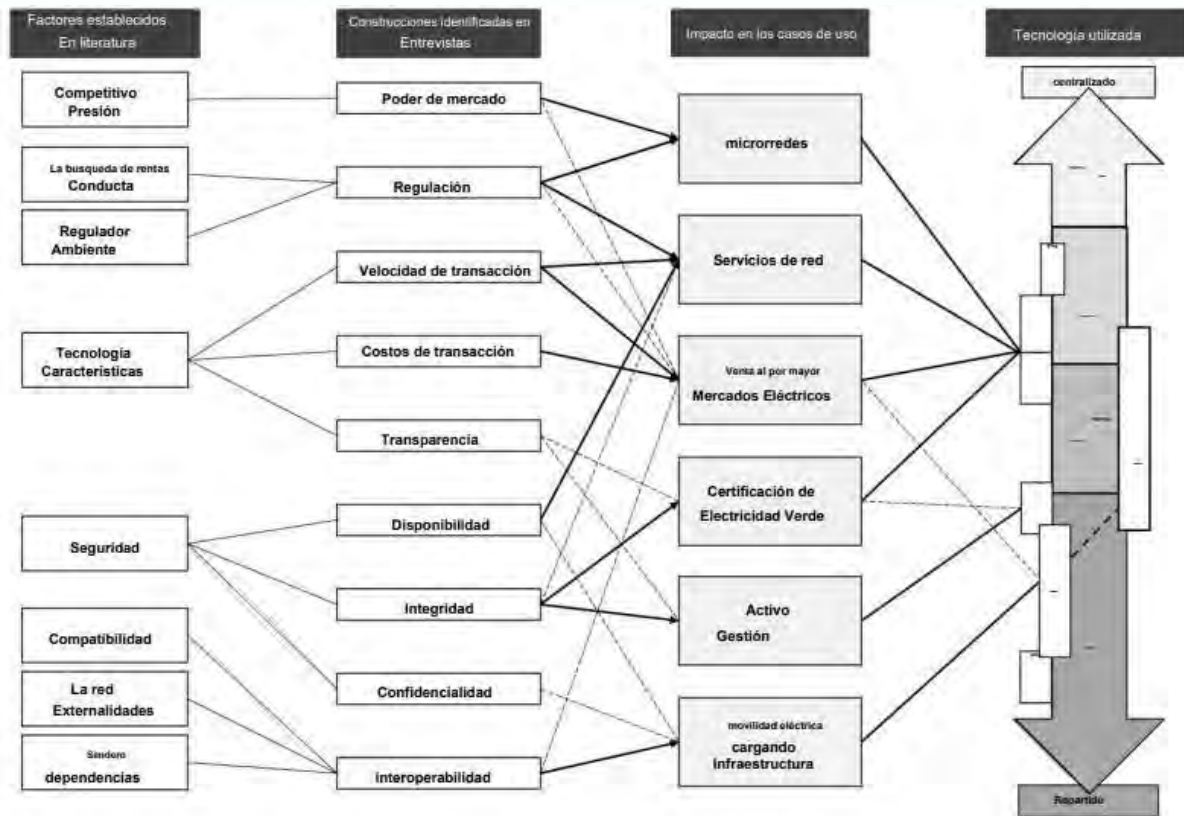 Factores establecidos
En literatura
Construcciones identificadas en
Entrevistas
Impacto en los casos de uso
Tecnología utilizada
Competitivo
Presión
La busqueda de rentas
Conducta
Regulador
Ambiente
Tecnología
Características
Seguridad
Compatibilidad
La red
Externalidades
Sendero
dependencias
Poder de mercado
Regulación
Velocidad de transacción
Costos de transacción
Transparencia
Disponibilidad
Integridad
Confidencialidad
Interoperabilidad
microrredes
Servicios de red
Venta al por mayor
Mercados Eléctricos
Certificación de
Electricidad Verde
Activo
Gestión
movilidad eléctrica
cargando
Infraestructura
centralizado
Repartido